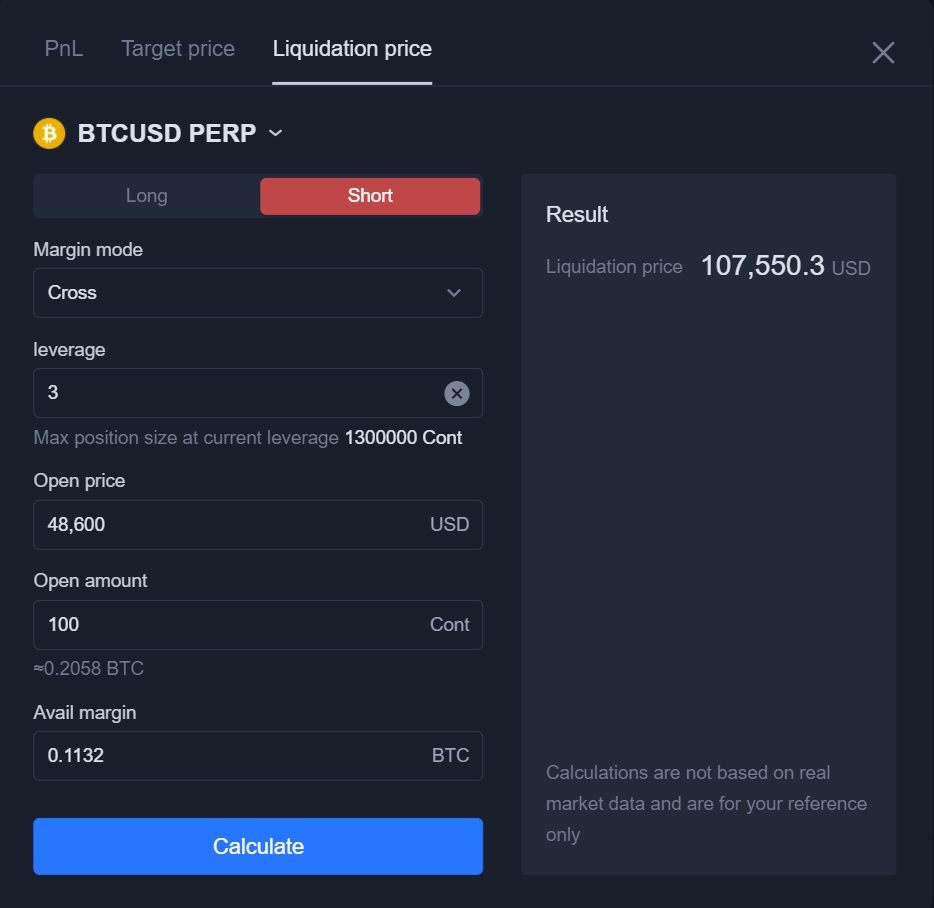 PnL Target price Liquidation price
BTCUSD PERP
Long Short
Margin mode
Cross
leverage
3
Max position size at current leverage 1300000 Cont
Open price
48,600 USD
Open amount
100 Cont
≈0.2058 BTC
Avail margin
0.1132 BTC
Calculate
Result
Liquidation price 107,550.3 USD
Calculations are not based on real
market data and are for your reference
only